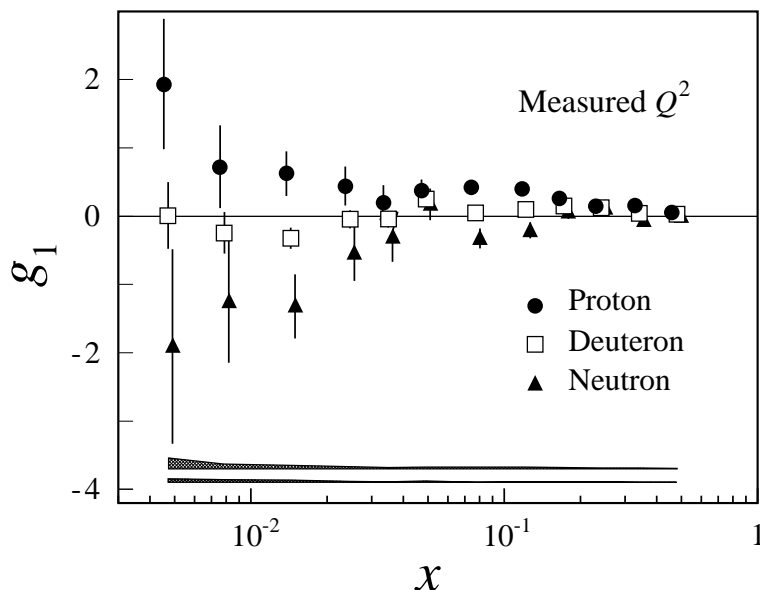 Measured Q²
g₁
2
0
-2
-4
Proton
Deuteron
Neutron
10⁻²
10⁻¹
1
x